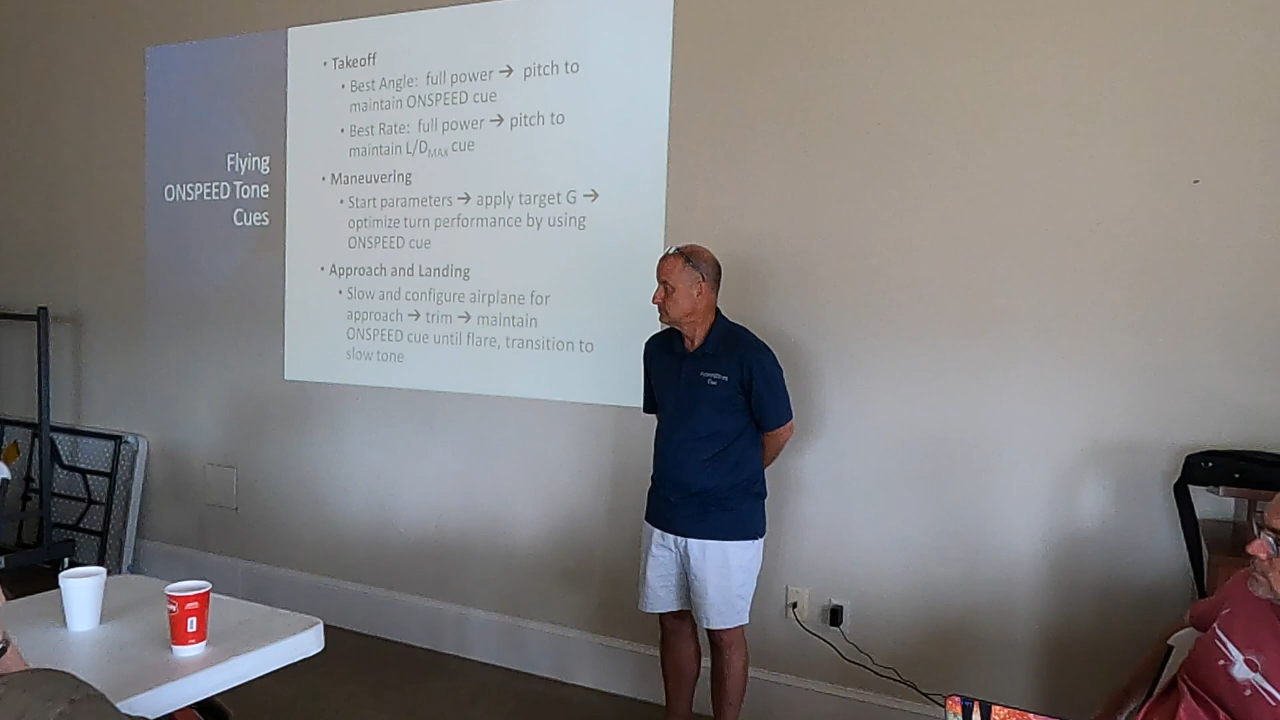 Flying
ONSPEED Tone
Cues
• Takeoff
• Best Angle: full power → pitch to
maintain ONSPEED cue
• Best Rate: full power → pitch to
maintain L/DMAX cue
• Maneuvering
• Start parameters → apply target G →
optimize turn performance by using
ONSPEED cue
• Approach and Landing
• Slow and configure airplane for
approach → trim → maintain
ONSPEED cue until flare, transition to
slow tone